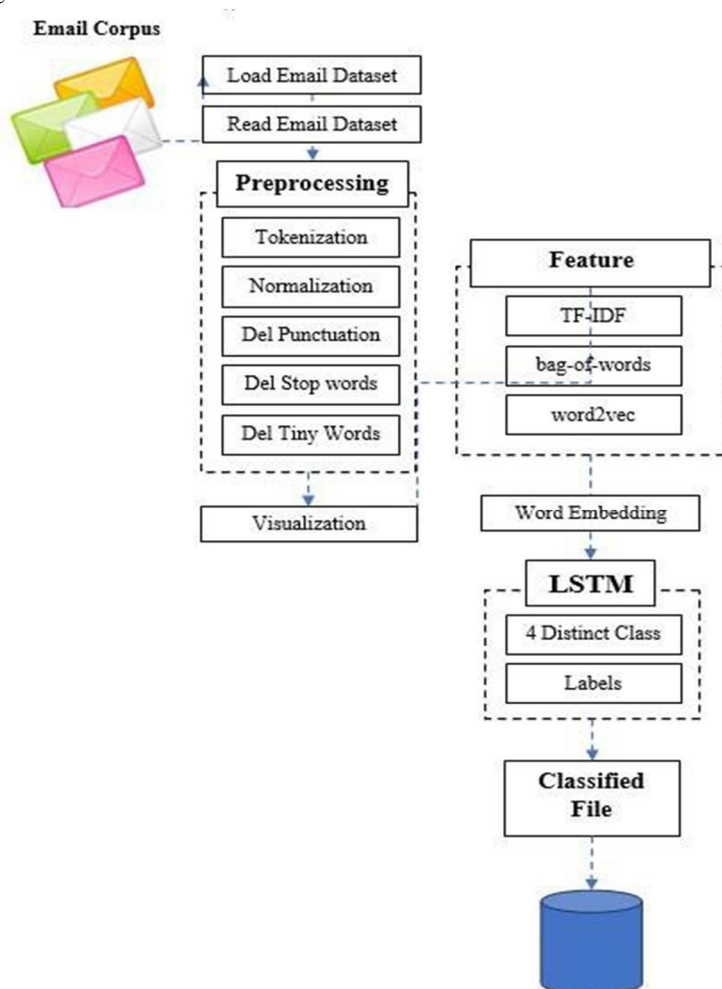 Email Corpus
Load Email Dataset
Read Email Dataset
Preprocessing
Tokenization
Normalization
Del Punctuation
Del Stop words
Del Tiny Words
Visualization
Feature
TF-IDF
bag-of-words
word2vec
Word Embedding
LSTM
4 Distinct Class
Labels
Classified
File